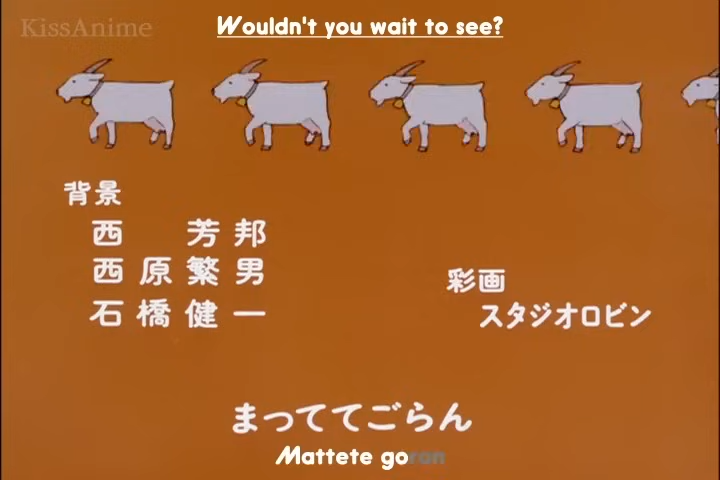 KissAnime
Wouldn't you wait to see?
背景
西 芳邦
西原繁男
石橋健一
彩画
スタジオロビン
まっててごらん
Mattete goran